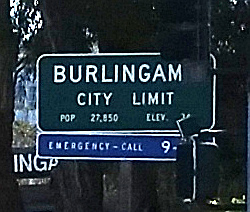 BURLINGAM
CITY LIMIT
POP 27,850 ELEV.
EMERGENCY-CALL 9-
INGA